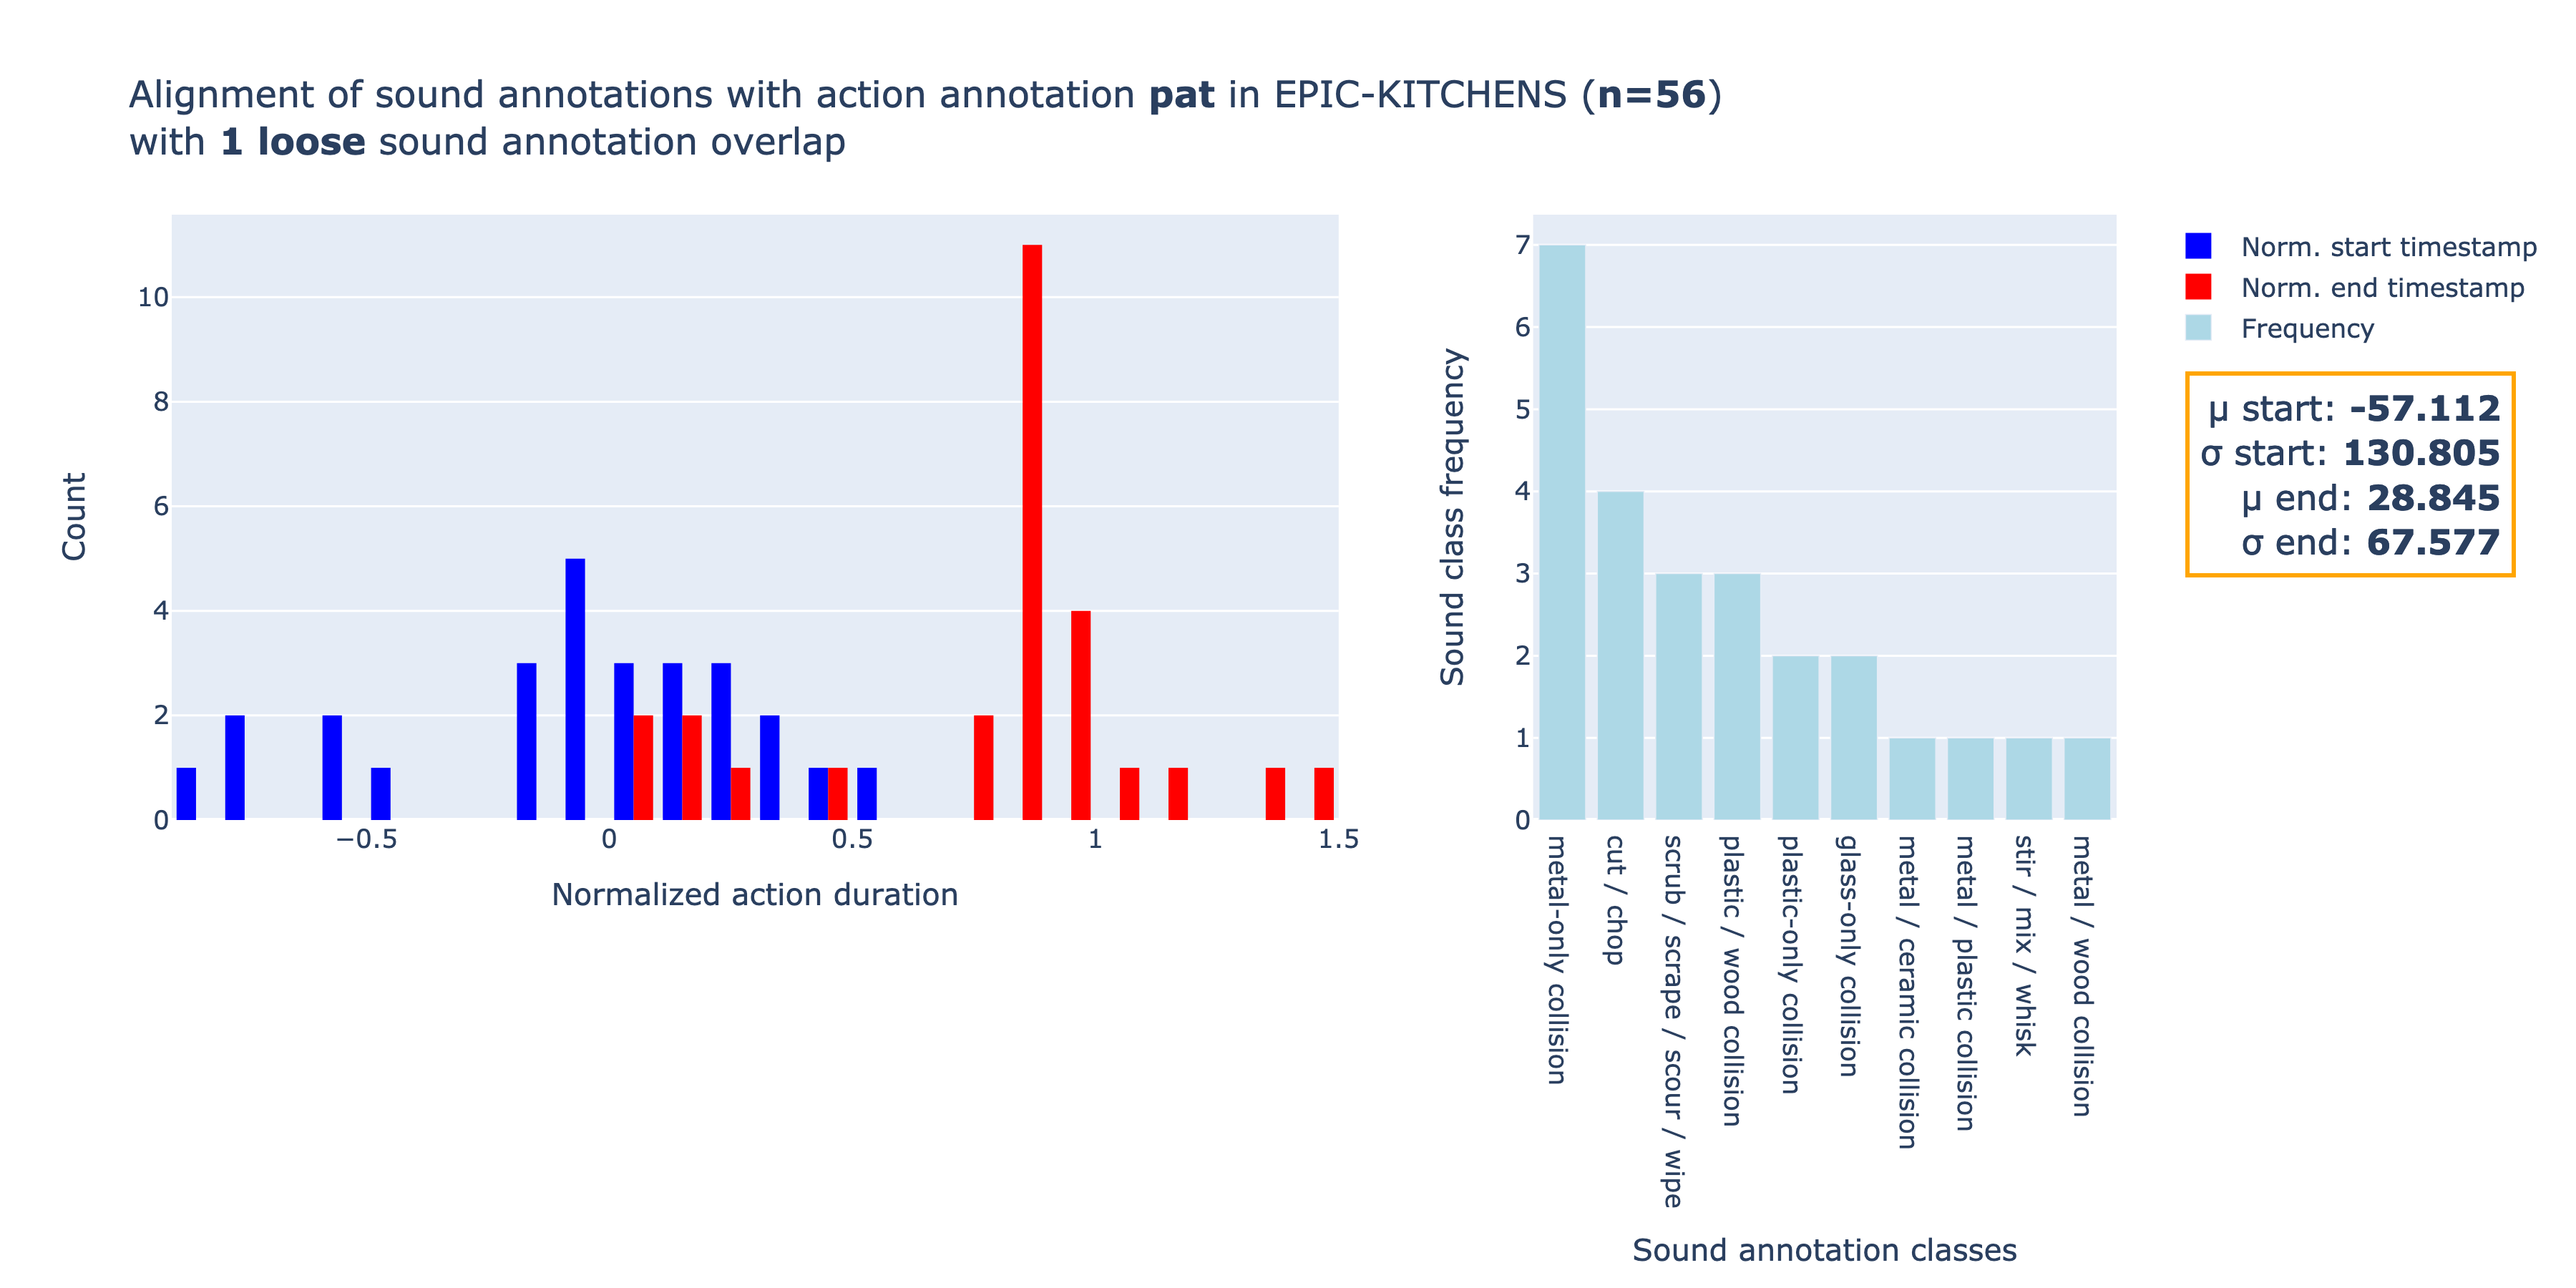 Alignment of sound annotations with action annotation pat in EPIC-KITCHENS (n=56)
with 1 loose sound annotation overlap
Count
10
8
6
4
2
0
−0.5
0
0.5
1
1.5
Normalized action duration
Sound class frequency
7
6
5
4
3
2
1
0
metal-only collision
cut / chop
scrub / scrape / scour / wipe
plastic / wood collision
plastic-only collision
glass-only collision
metal / ceramic collision
metal / plastic collision
stir / mix / whisk
metal / wood collision
Sound annotation classes
Norm. start timestamp
Norm. end timestamp
Frequency
μ start: -57.112
σ start: 130.805
μ end: 28.845
σ end: 67.577